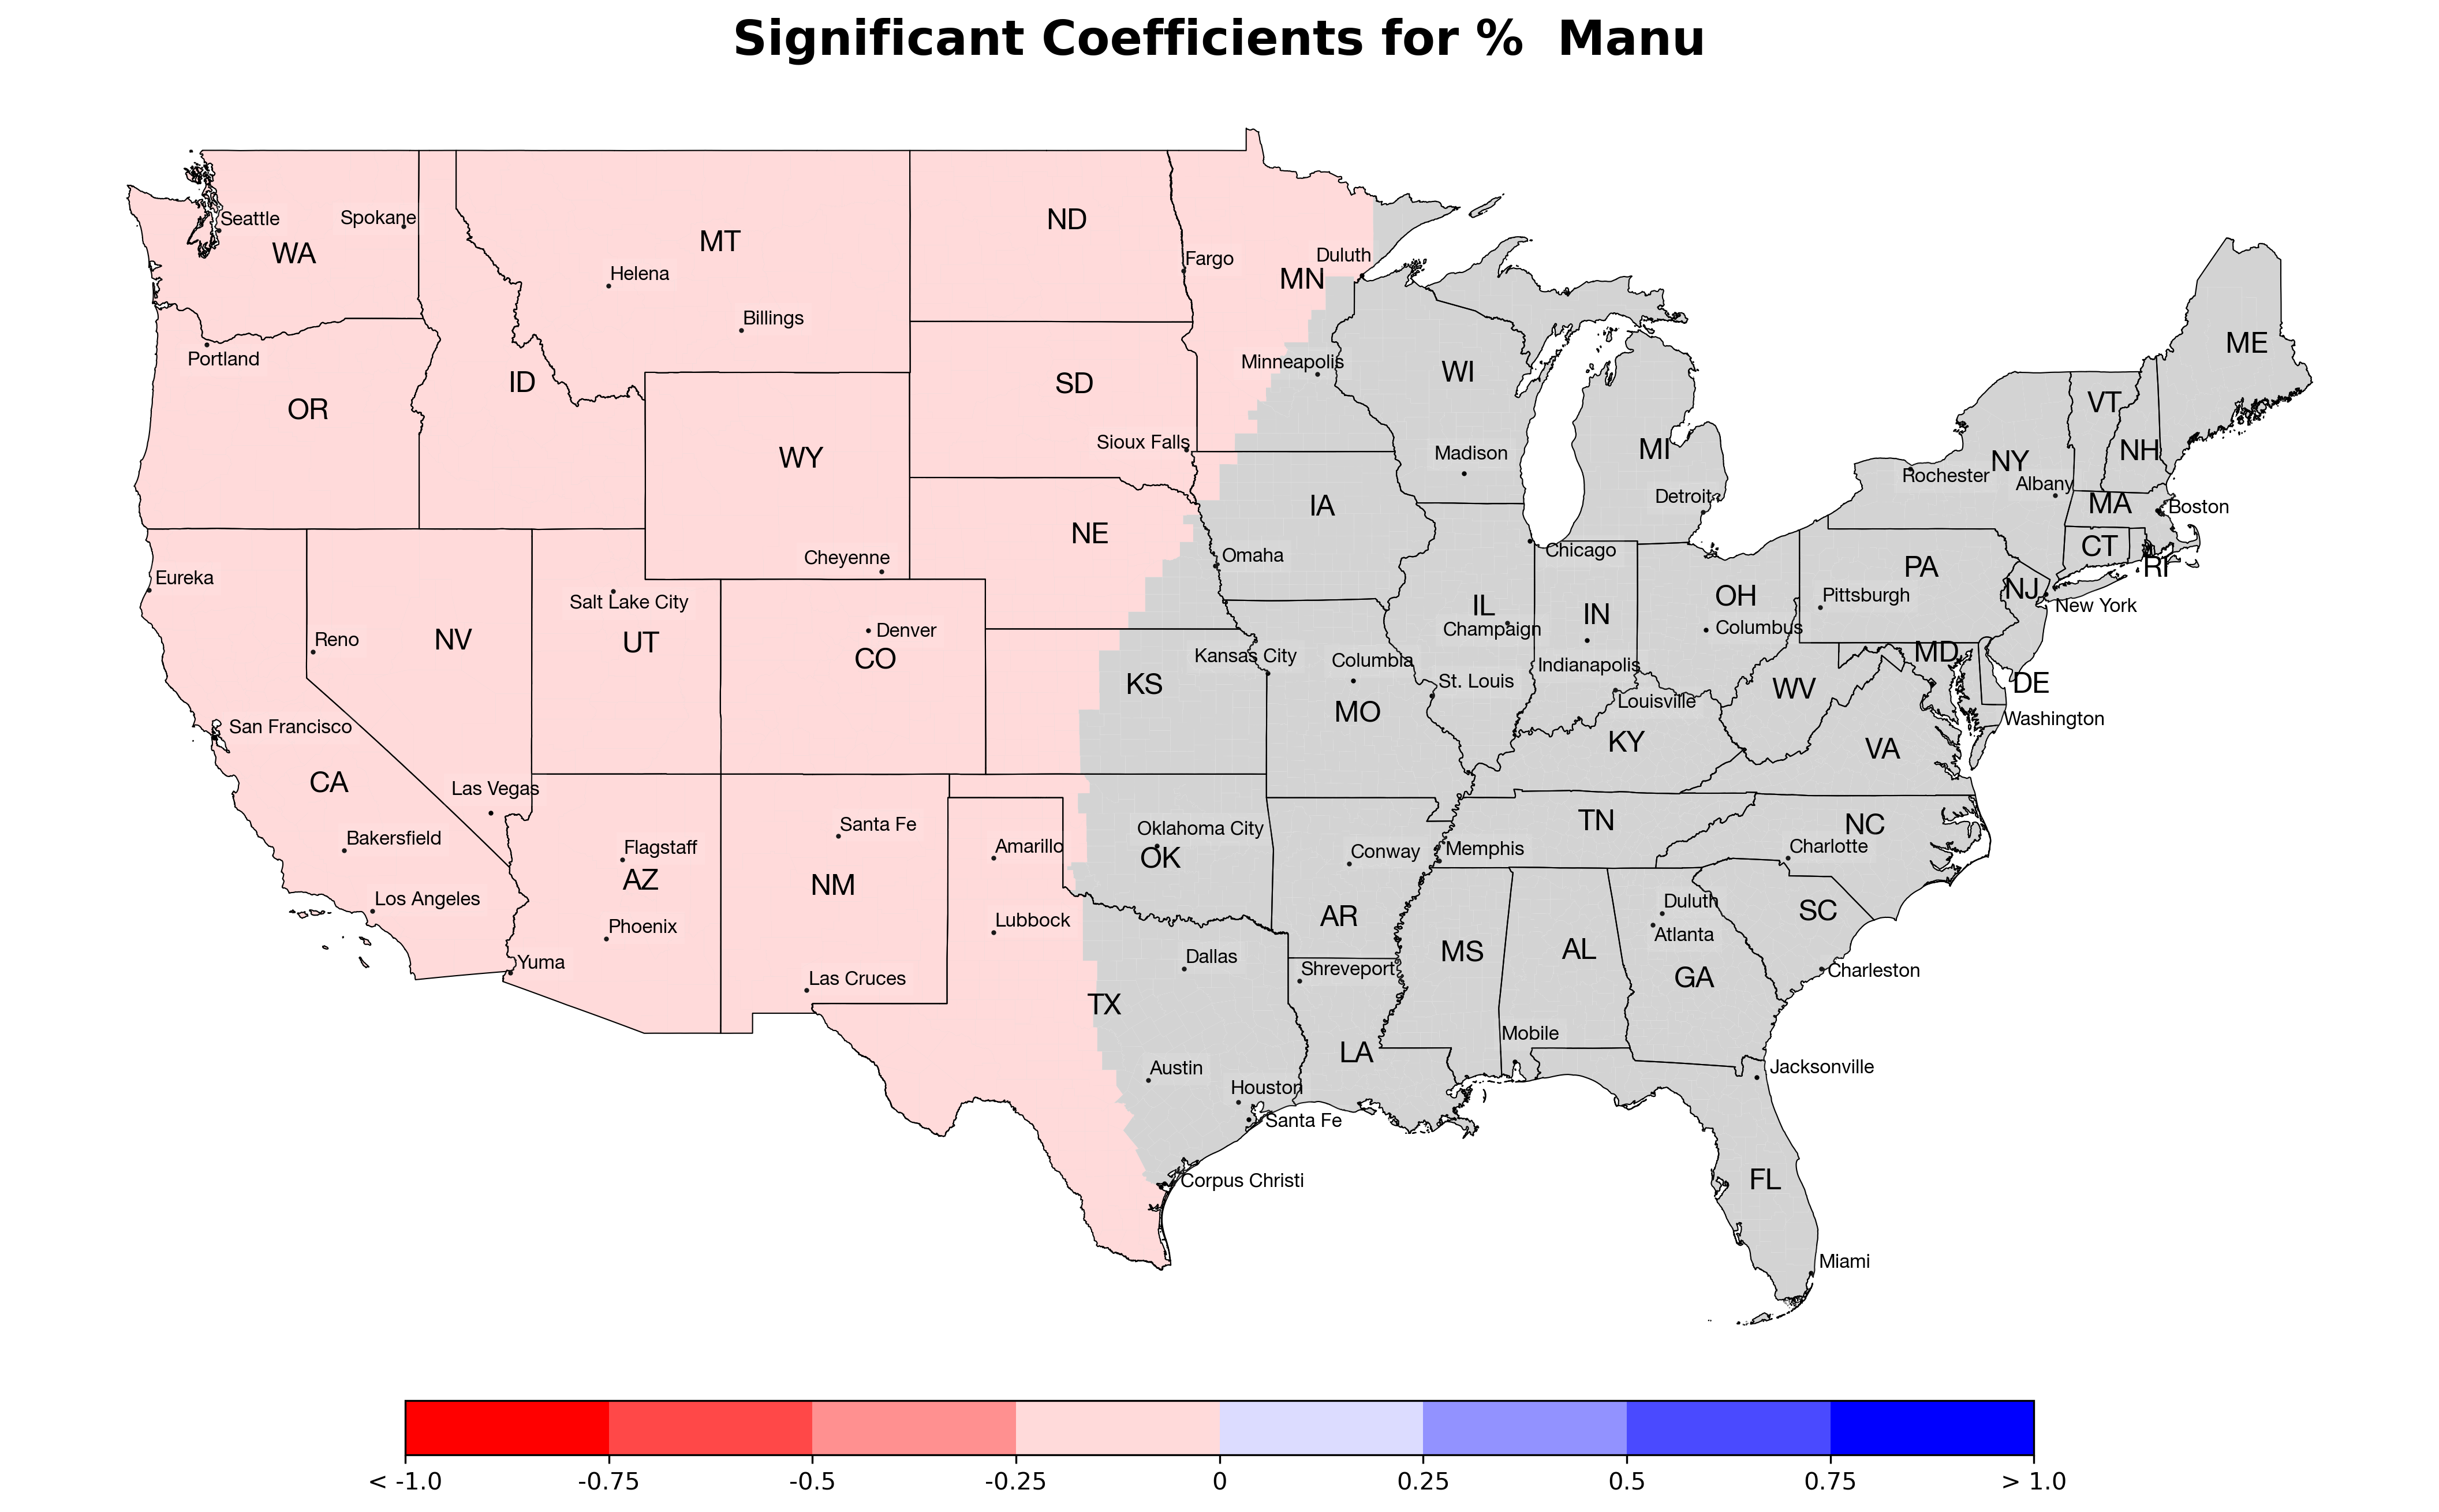 Significant Coefficients for %  Manu
Seattle
Spokane
WA
MT
ND
Helena
Fargo
Duluth
MN
Billings
Portland
ID
OR
SD
Minneapolis
WI
ME
VT
Sioux Falls
WY
Madison
MI
NH
NY
Rochester
Albany
Detroit
IA
MA
Boston
NE
Cheyenne
Omaha
Chicago
CT
RI
PA
Eureka
Salt Lake City
NJ
New York
Pittsburgh
OH
IL
IN
Champaign
Columbus
Reno
NV
UT
Denver
CO
Kansas City
Columbia
Indianapolis
MD
KS
St. Louis
DE
WV
Louisville
MO
Washington
San Francisco
KY
VA
CA
Las Vegas
Santa Fe
Oklahoma City
TN
NC
Bakersfield
Flagstaff
Amarillo
OK
Conway
Memphis
Charlotte
AZ
NM
Los Angeles
Phoenix
Lubbock
AR
Duluth
SC
Atlanta
Yuma
Dallas
MS
AL
Las Cruces
Shreveport
GA
Charleston
TX
Mobile
LA
Austin
Houston
Jacksonville
Santa Fe
Corpus Christi
FL
Miami
< -1.0
-0.75
-0.5
-0.25
0
0.25
0.5
0.75
> 1.0